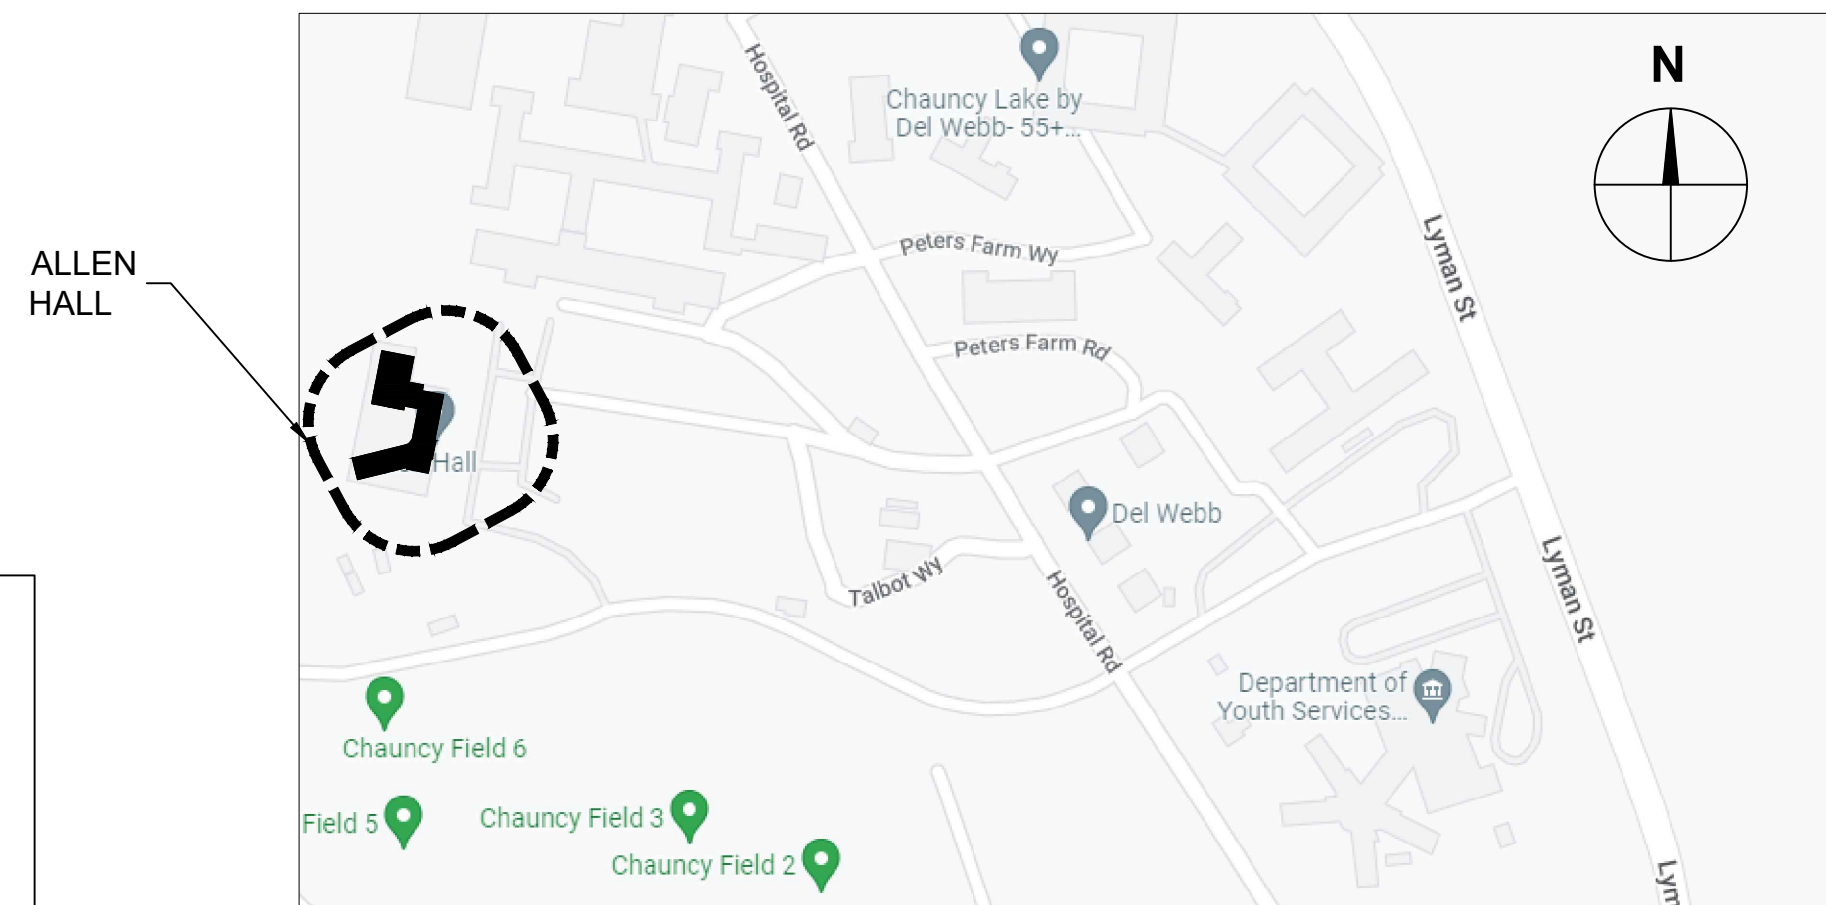 Hospital Rd
Chauncy Lake by
Del Webb- 55+...
N
Peters Farm Wy
Lyman St
ALLEN
HALL
Peters Farm Rd
Hall
Del Webb
Talbot Wy
Hospital Rd
Lyman St
Department of
Youth Services...
Chauncy Field 6
Field 5
Chauncy Field 3
Chauncy Field 2
Lym